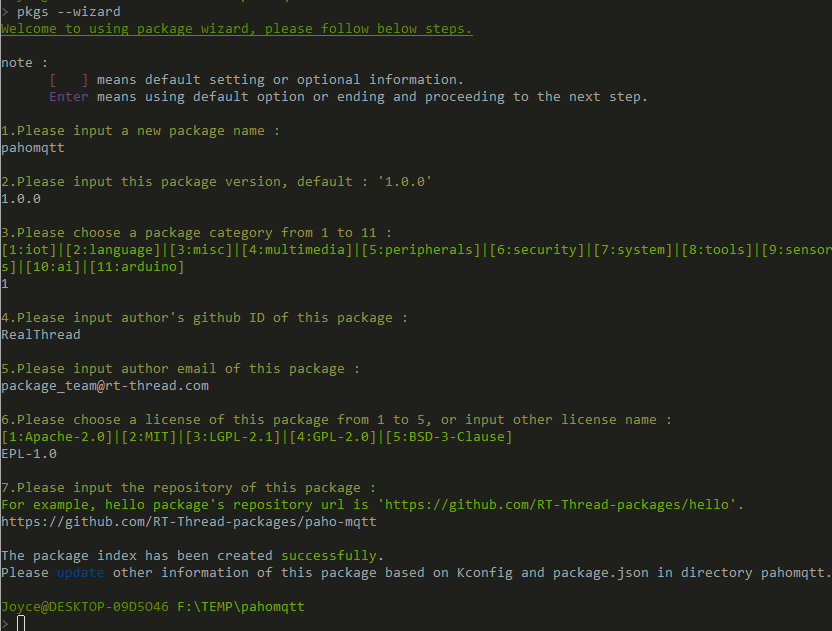 > pkgs --wizard
Welcome to using package wizard, please follow below steps.
note :
[   ] means default setting or optional information.
Enter means using default option or ending and proceeding to the next step.
1.Please input a new package name :
pahomqtt
2.Please input this package version, default : '1.0.0'
1.0.0
3.Please choose a package category from 1 to 11 :
[1:iot]|[2:language]|[3:misc]|[4:multimedia]|[5:peripherals]|[6:security]|[7:system]|[8:tools]|[9:sensor
s]|[10:ai]|[11:arduino]
1
4.Please input author's github ID of this package :
RealThread
5.Please input author email of this package :
package_team@rt-thread.com
6.Please choose a license of this package from 1 to 5, or input other license name :
[1:Apache-2.0]|[2:MIT]|[3:LGPL-2.1]|[4:GPL-2.0]|[5:BSD-3-Clause]
EPL-1.0
7.Please input the repository of this package :
For example, hello package's repository url is 'https://github.com/RT-Thread-packages/hello'.
https://github.com/RT-Thread-packages/paho-mqtt
The package index has been created successfully.
Please update other information of this package based on Kconfig and package.json in directory pahomqtt.
Joyce@DESKTOP-09D5O46 F:\TEMP\pahomqtt
>